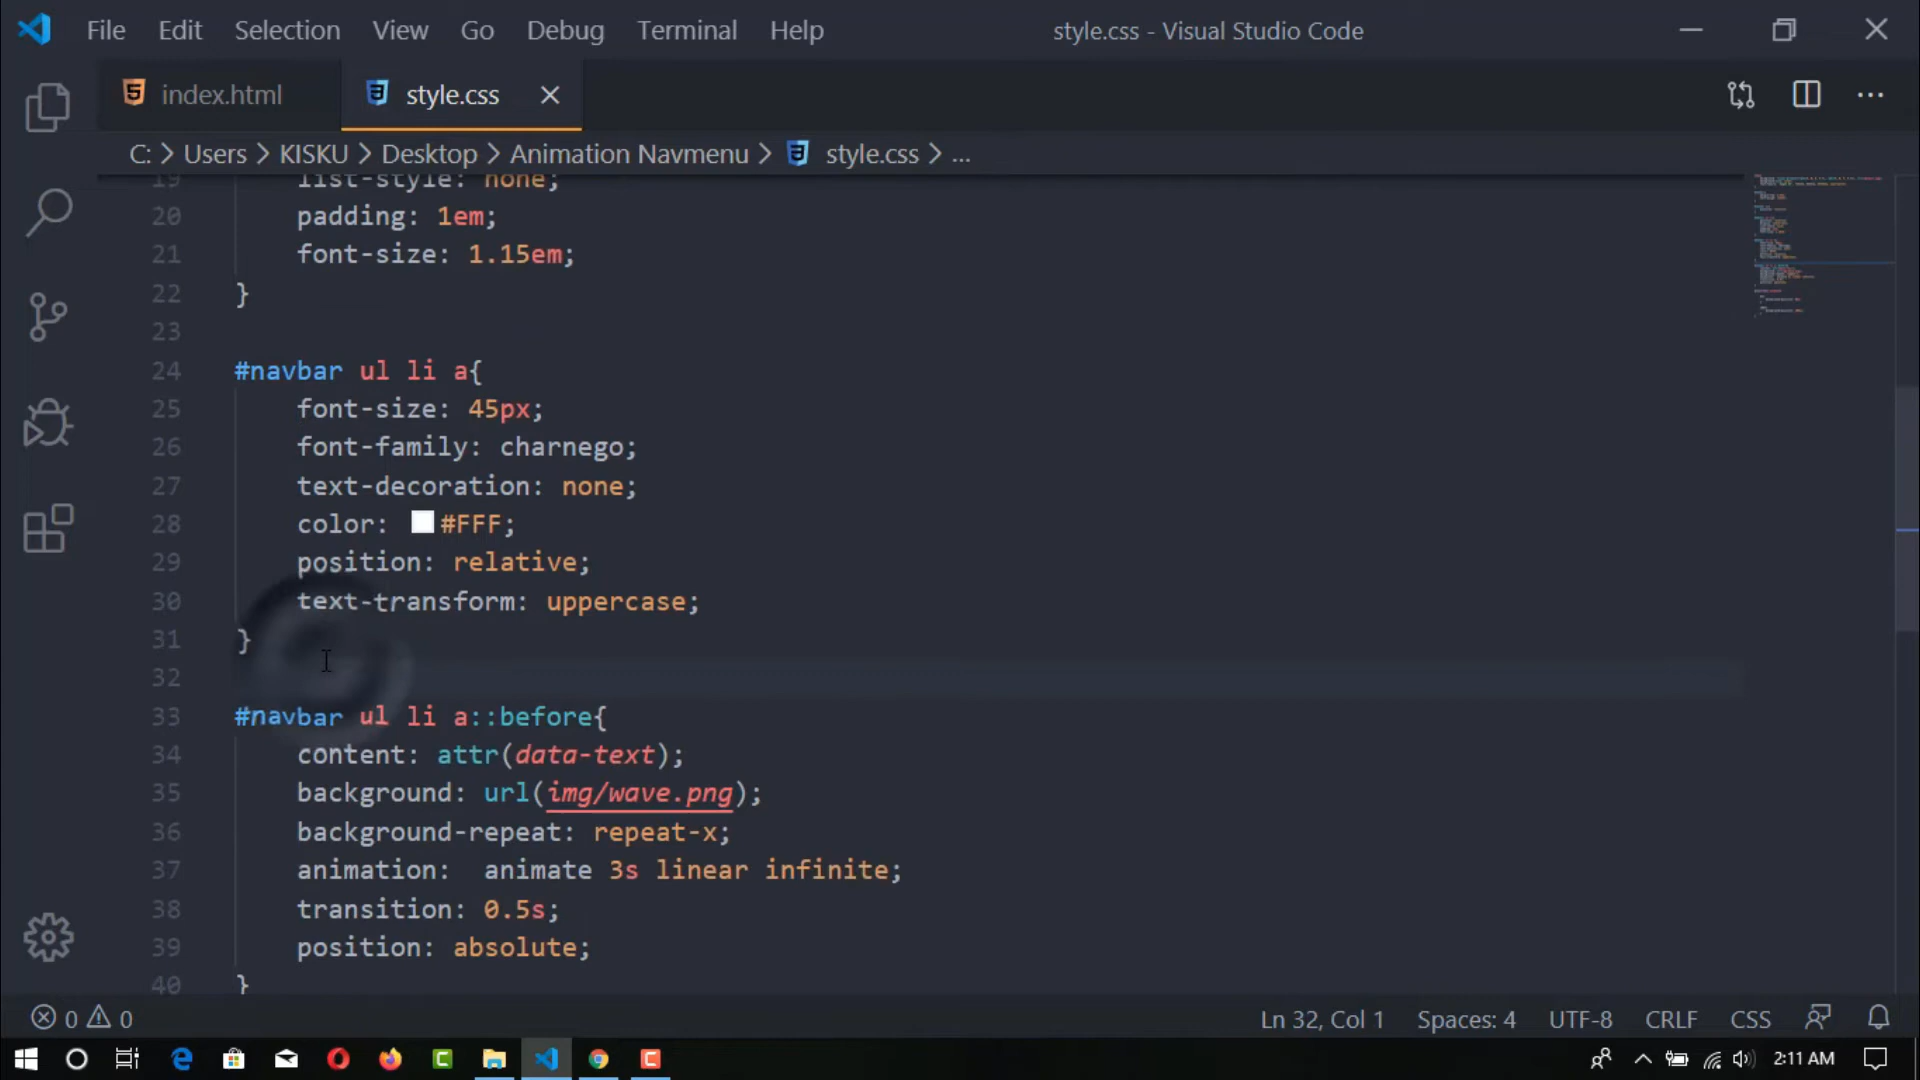 File Edit Selection View Go Debug Terminal Help style.css - Visual Studio Code
index.html style.css
C: > Users > KISKU > Desktop > Animation Navmenu > style.css > ...
19 list-style: none;
20 padding: 1em;
21 font-size: 1.15em;
22 }
23
24 #navbar ul li a{
25 font-size: 45px;
26 font-family: charnego;
27 text-decoration: none;
28 color: #FFF;
29 position: relative;
30 text-transform: uppercase;
31 }
32
33 #navbar ul li a::before{
34 content: attr(data-text);
35 background: url(img/wave.png);
36 background-repeat: repeat-x;
37 animation:  animate 3s linear infinite;
38 transition: 0.5s;
39 position: absolute;
40 }
0 0 Ln 32, Col 1 Spaces: 4 UTF-8 CRLF CSS
2:11 AM